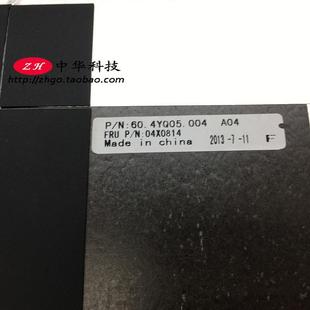 ZH 中华科技
http://zhgo.taobao.com
P/N:60.4YQ05.004 A04
FRU P/N:04X0814
Made in china 2013-7-11 F